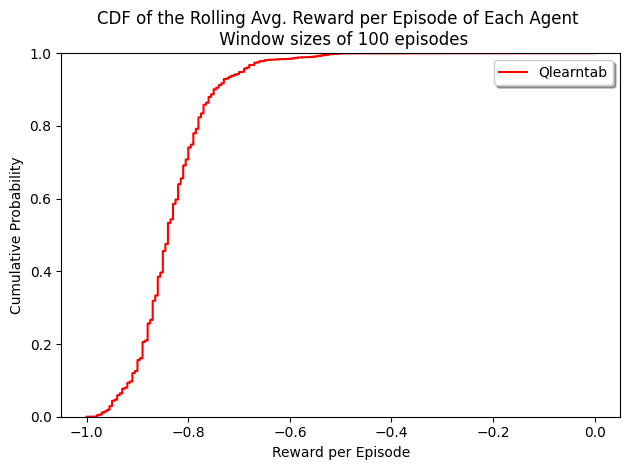 CDF of the Rolling Avg. Reward per Episode of Each Agent
Window sizes of 100 episodes
Qlearntab
Cumulative Probability
1.0
0.8
0.6
0.4
0.2
0.0
−1.0 −0.8 −0.6 −0.4 −0.2 0.0
Reward per Episode